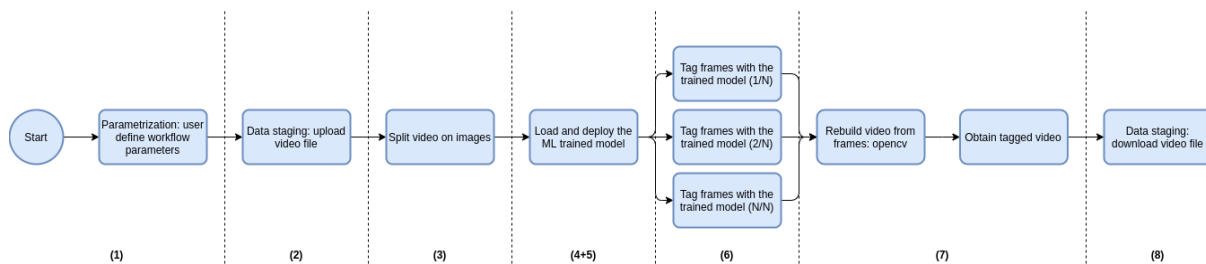 Start
Parametrization: user
define workflow
parameters
Data staging: upload
video file
Split video on images
Load and deploy the
ML trained model
Tag frames with the
trained model (1/N)
Tag frames with the
trained model (2/N)
Tag frames with the
trained model (N/N)
Rebuild video from
frames: opencv
Obtain tagged video
Data staging:
download video file
(1)
(2)
(3)
(4+5)
(6)
(7)
(8)